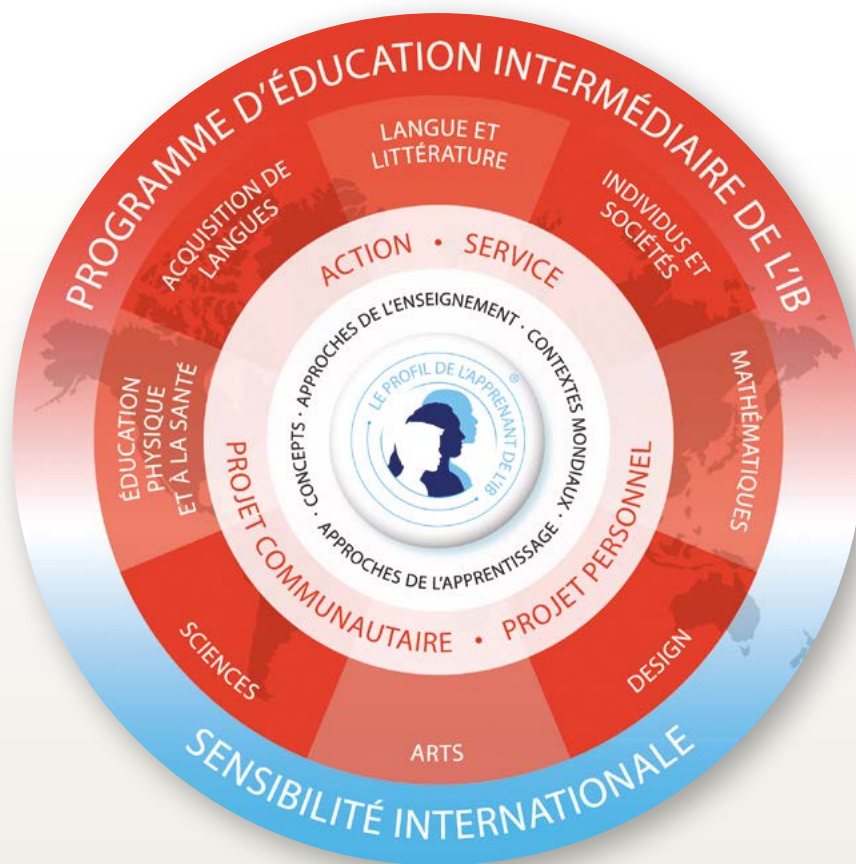 PROGRAMME D'ÉDUCATION INTERMÉDIAIRE DE L'IB
LANGUE ET
LITTÉRATURE
INDIVIDUS ET
SOCIÉTÉS
MATHÉMATIQUES
DESIGN
ARTS
SCIENCES
ÉDUCATION
PHYSIQUE
ET À LA SANTÉ
ACQUISITION DE
LANGUES
ACTION • SERVICE
PROJET COMMUNAUTAIRE • PROJET PERSONNEL
APPROCHES DE L'ENSEIGNEMENT · CONTEXTES MONDIAUX ·
APPROCHES DE L'APPRENTISSAGE · CONCEPTS ·
LE PROFIL DE L'APPRENANT DE L'IB
®
SENSIBILITÉ INTERNATIONALE